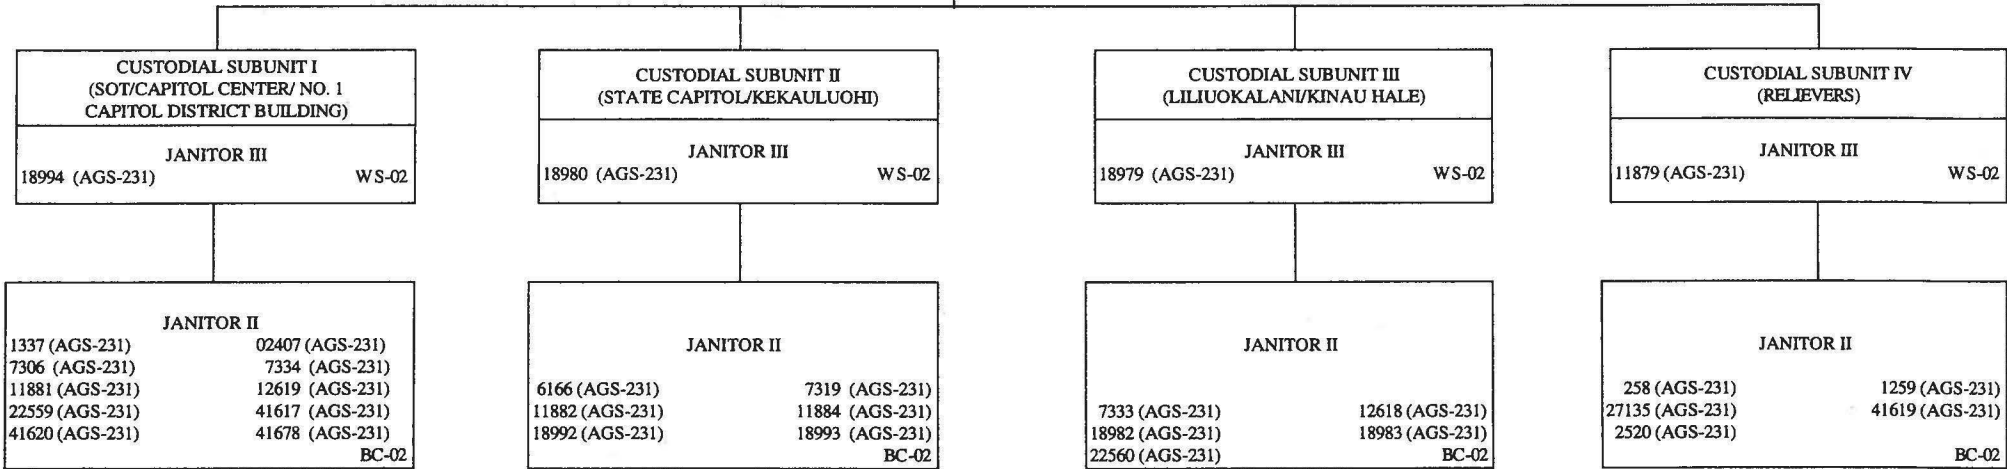 CUSTODIAL SUBUNIT I
(SOT/CAPITOL CENTER/ NO. 1
CAPITOL DISTRICT BUILDING)
JANITOR III
18994 (AGS-231) WS-02
JANITOR II
1337 (AGS-231) 02407 (AGS-231)
7306 (AGS-231) 7334 (AGS-231)
11881 (AGS-231) 12619 (AGS-231)
22559 (AGS-231) 41617 (AGS-231)
41620 (AGS-231) 41678 (AGS-231)
BC-02
CUSTODIAL SUBUNIT II
(STATE CAPITOL/KEKAULUOHI)
JANITOR III
18980 (AGS-231) WS-02
JANITOR II
6166 (AGS-231) 7319 (AGS-231)
11882 (AGS-231) 11884 (AGS-231)
18992 (AGS-231) 18993 (AGS-231)
BC-02
CUSTODIAL SUBUNIT III
(LILIUOKALANI/KINAU HALE)
JANITOR III
18979 (AGS-231) WS-02
JANITOR II
7333 (AGS-231) 12618 (AGS-231)
18982 (AGS-231) 18983 (AGS-231)
22560 (AGS-231) BC-02
CUSTODIAL SUBUNIT IV
(RELIEVERS)
JANITOR III
11879 (AGS-231) WS-02
JANITOR II
258 (AGS-231) 1259 (AGS-231)
27135 (AGS-231) 41619 (AGS-231)
2520 (AGS-231)
BC-02